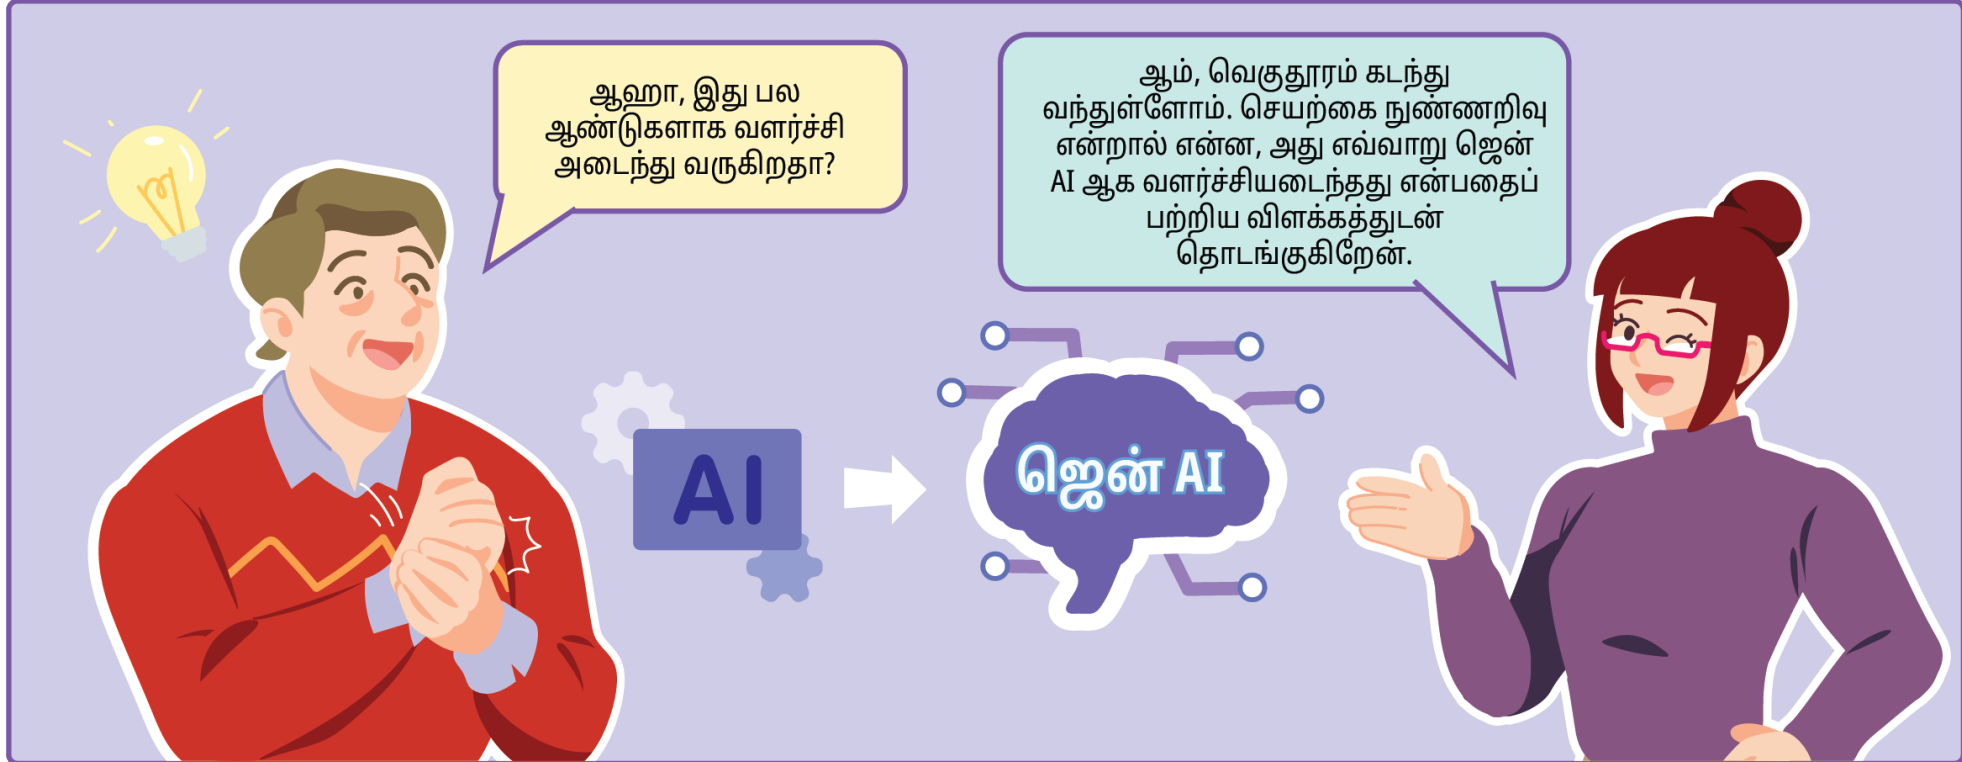 ஆஹா, இது பல
ஆண்டுகளாக வளர்ச்சி
அடைந்து வருகிறதா?
ஆம், வெகுதூரம் கடந்து
வந்துள்ளோம். செயற்கை நுண்ணறிவு
என்றால் என்ன, அது எவ்வாறு ஜென்
AI ஆக வளர்ச்சியடைந்தது என்பதைப்
பற்றிய விளக்கத்துடன்
தொடங்குகிறேன்.
AI
ஜென் AI